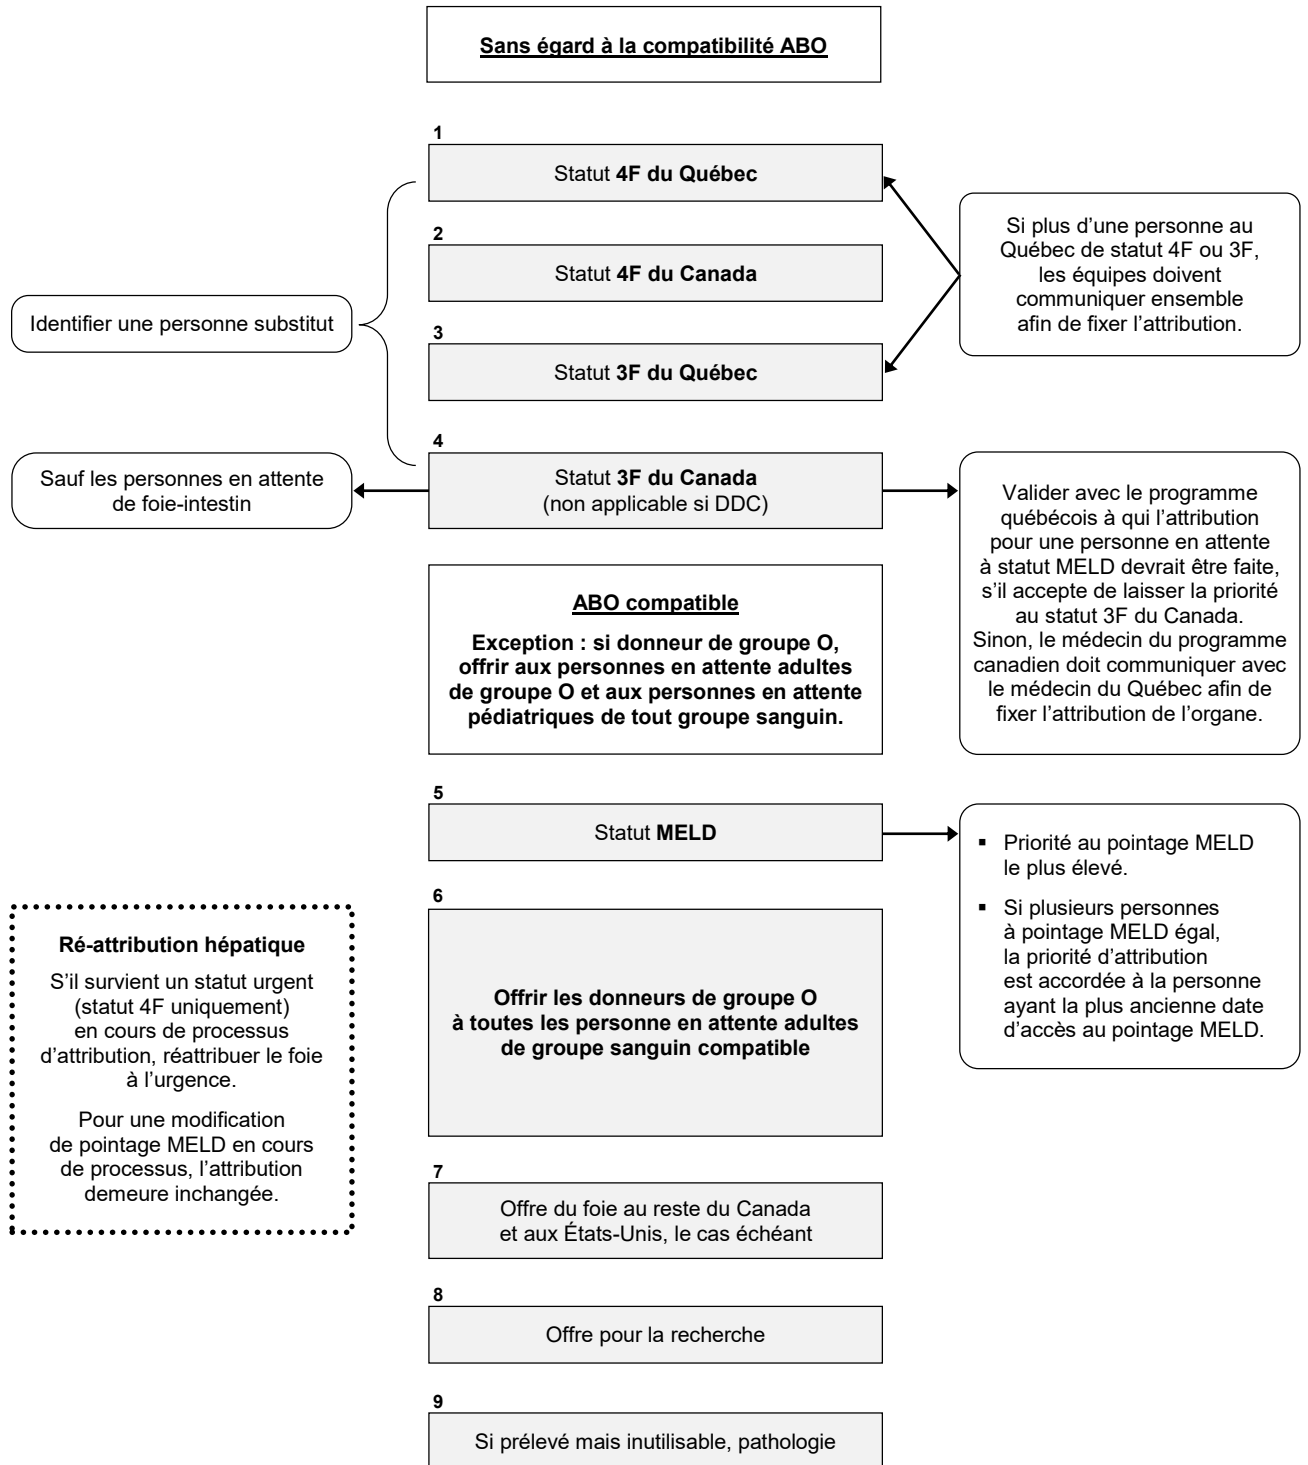 Sans égard à la compatibilité ABO
1
Statut 4F du Québec
2
Statut 4F du Canada
3
Statut 3F du Québec
Si plus d’une personne au
Québec de statut 4F ou 3F,
les équipes doivent
communiquer ensemble
afin de fixer l’attribution.
Identifier une personne substitut
4
Statut 3F du Canada
(non applicable si DDC)
Sauf les personnes en attente
de foie-intestin
Valider avec le programme
québécois à qui l’attribution
pour une personne en attente
à statut MELD devrait être faite,
s’il accepte de laisser la priorité
au statut 3F du Canada.
Sinon, le médecin du programme
canadien doit communiquer avec
le médecin du Québec afin de
fixer l’attribution de l’organe.
ABO compatible
Exception : si donneur de groupe O,
offrir aux personnes en attente adultes
de groupe O et aux personnes en attente
pédiatriques de tout groupe sanguin.
5
Statut MELD
▪ Priorité au pointage MELD
le plus élevé.
▪ Si plusieurs personnes
à pointage MELD égal,
la priorité d’attribution
est accordée à la personne
ayant la plus ancienne date
d’accès au pointage MELD.
6
Offrir les donneurs de groupe O
à toutes les personne en attente adultes
de groupe sanguin compatible
Ré-attribution hépatique
S’il survient un statut urgent
(statut 4F uniquement)
en cours de processus
d’attribution, réattribuer le foie
à l’urgence.
Pour une modification
de pointage MELD en cours
de processus, l’attribution
demeure inchangée.
7
Offre du foie au reste du Canada
et aux États-Unis, le cas échéant
8
Offre pour la recherche
9
Si prélevé mais inutilisable, pathologie